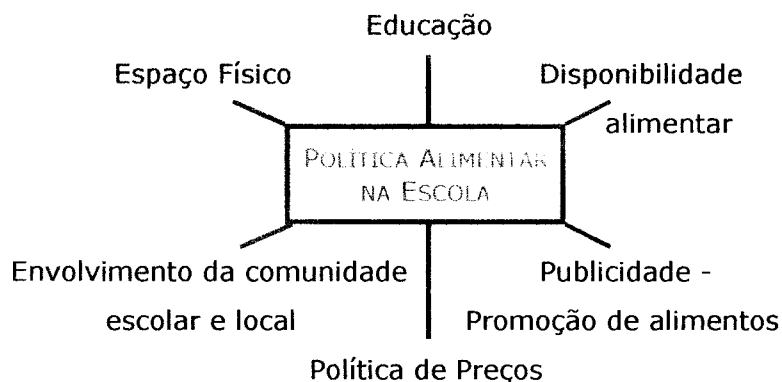 Educação
Espaço Físico
Disponibilidade
alimentar
POLÍTICA ALIMENTAR
NA ESCOLA
Envolvimento da comunidade
escolar e local
Publicidade -
Promoção de alimentos
Política de Preços